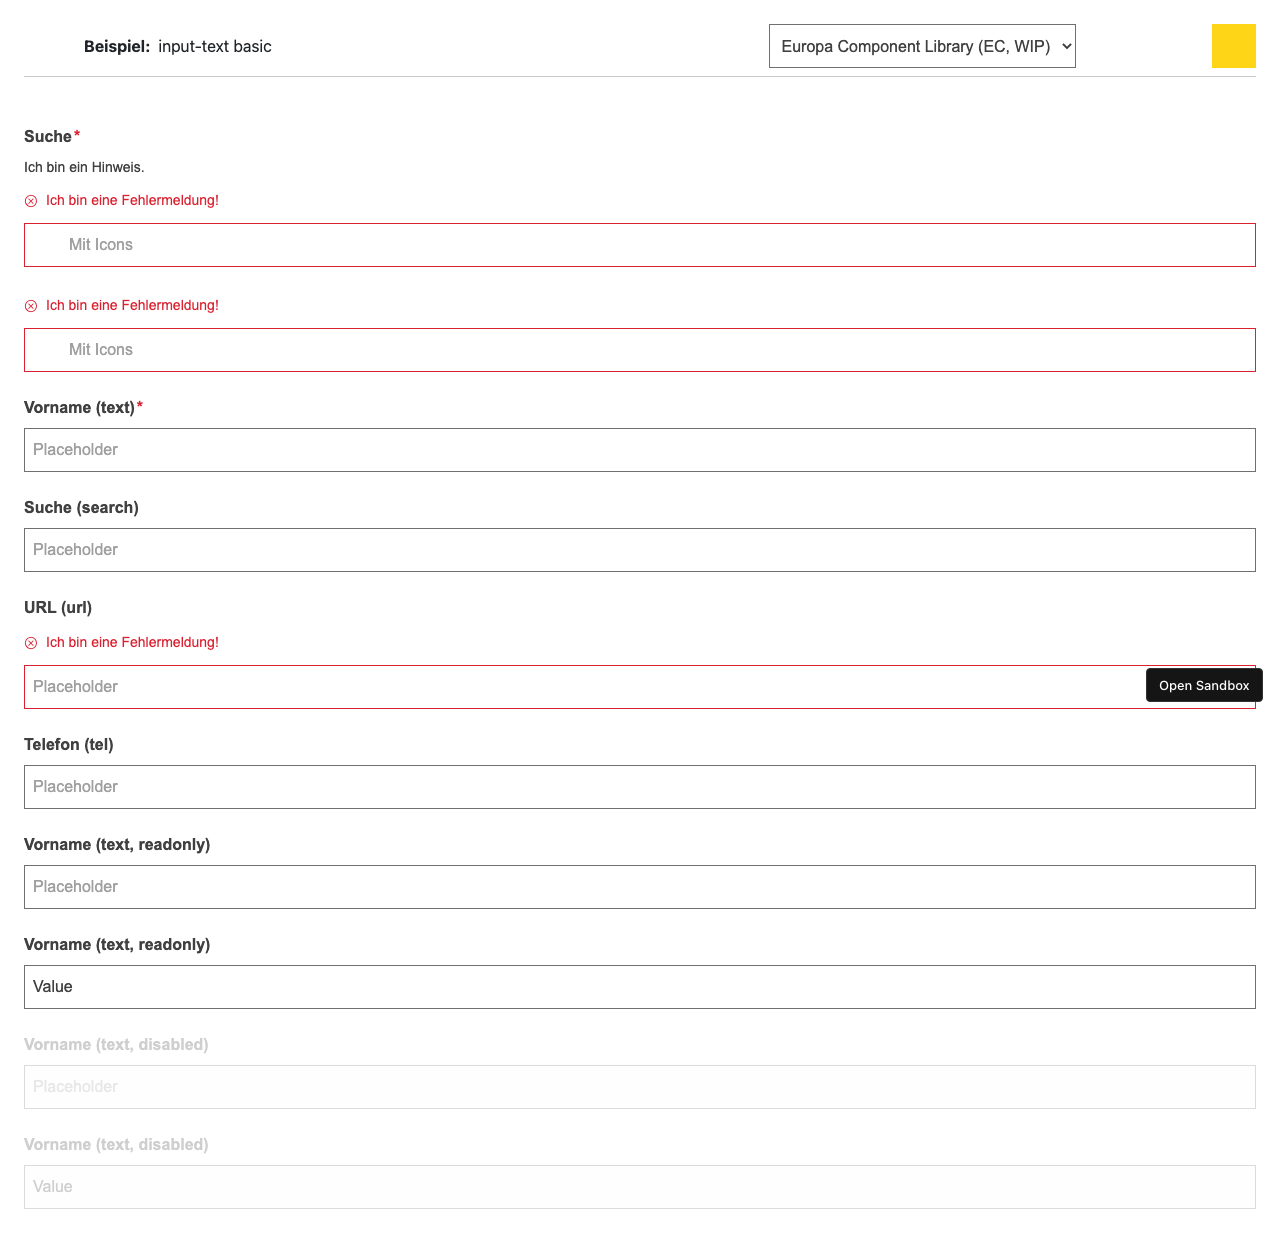 Beispiel: input-text basic
Europa Component Library (EC, WIP)
Suche*
Ich bin ein Hinweis.
Ich bin eine Fehlermeldung!
Mit Icons
Ich bin eine Fehlermeldung!
Mit Icons
Vorname (text)*
Placeholder
Suche (search)
Placeholder
URL (url)
Ich bin eine Fehlermeldung!
Placeholder
Open Sandbox
Telefon (tel)
Placeholder
Vorname (text, readonly)
Placeholder
Vorname (text, readonly)
Value
Vorname (text, disabled)
Placeholder
Vorname (text, disabled)
Value